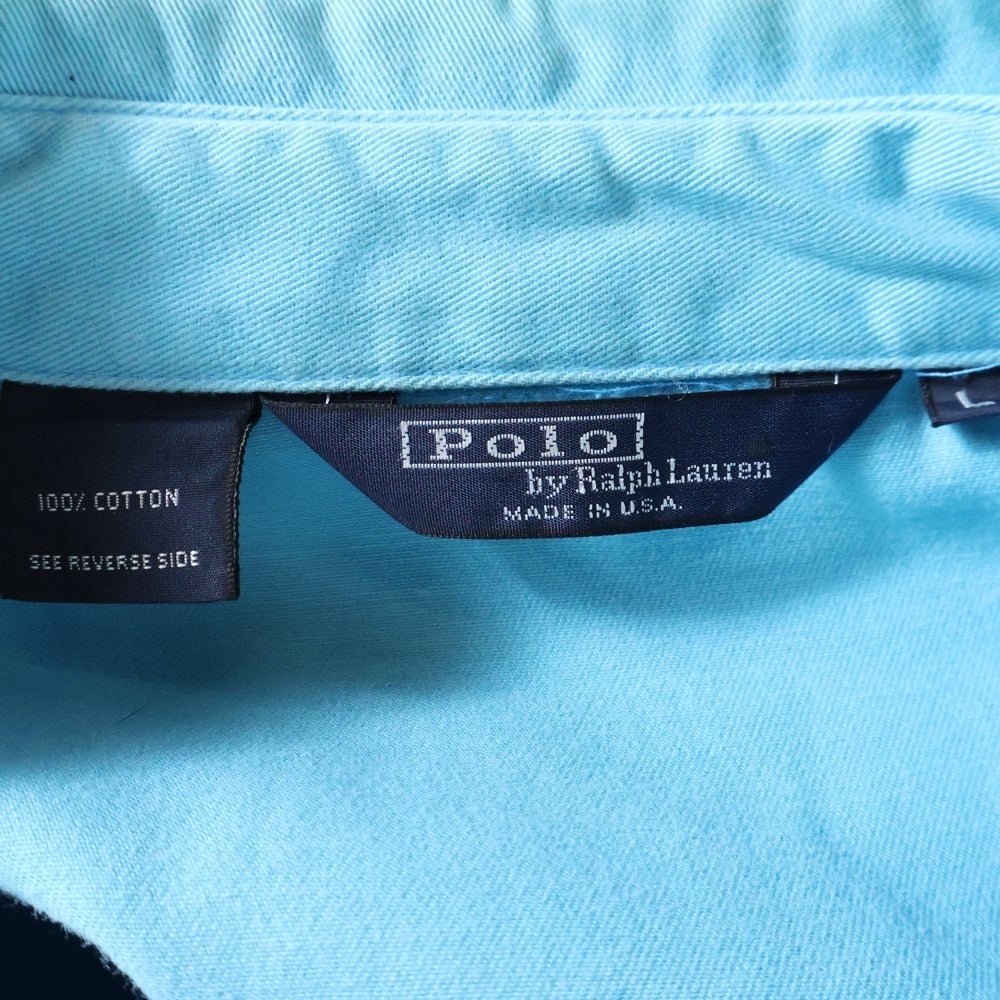 100% COTTON
SEE REVERSE SIDE
Polo
by Ralph Lauren
MADE IN U.S.A.
L